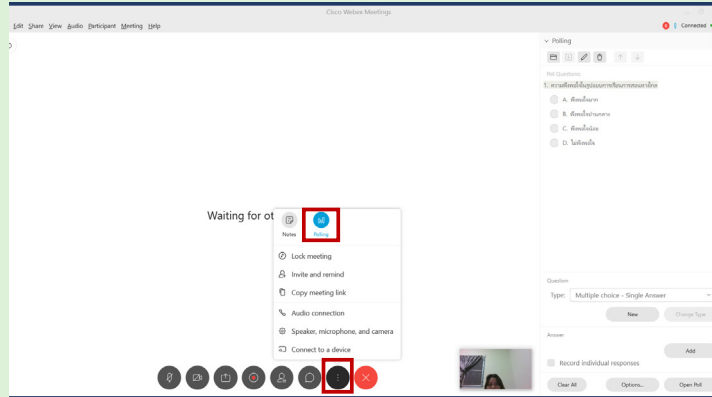 Cisco Webex Meetings
Edit Share View Audio Participant Meeting Help
Connected
Polling
Poll Questions:
1. ความพึงพอใจในรูปแบบการเรียนการสอนทางไกล
A. พึงพอใจมาก
B. พึงพอใจปานกลาง
C. พึงพอใจน้อย
D. ไม่พึงพอใจ
Waiting for ot
Notes Polling
Lock meeting
Invite and remind
Copy meeting link
Audio connection
Speaker, microphone, and camera
Connect to a device
Question
Type: Multiple choice - Single Answer
New Change Type
Answer
Add
Record individual responses
Clear All Options... Open Poll